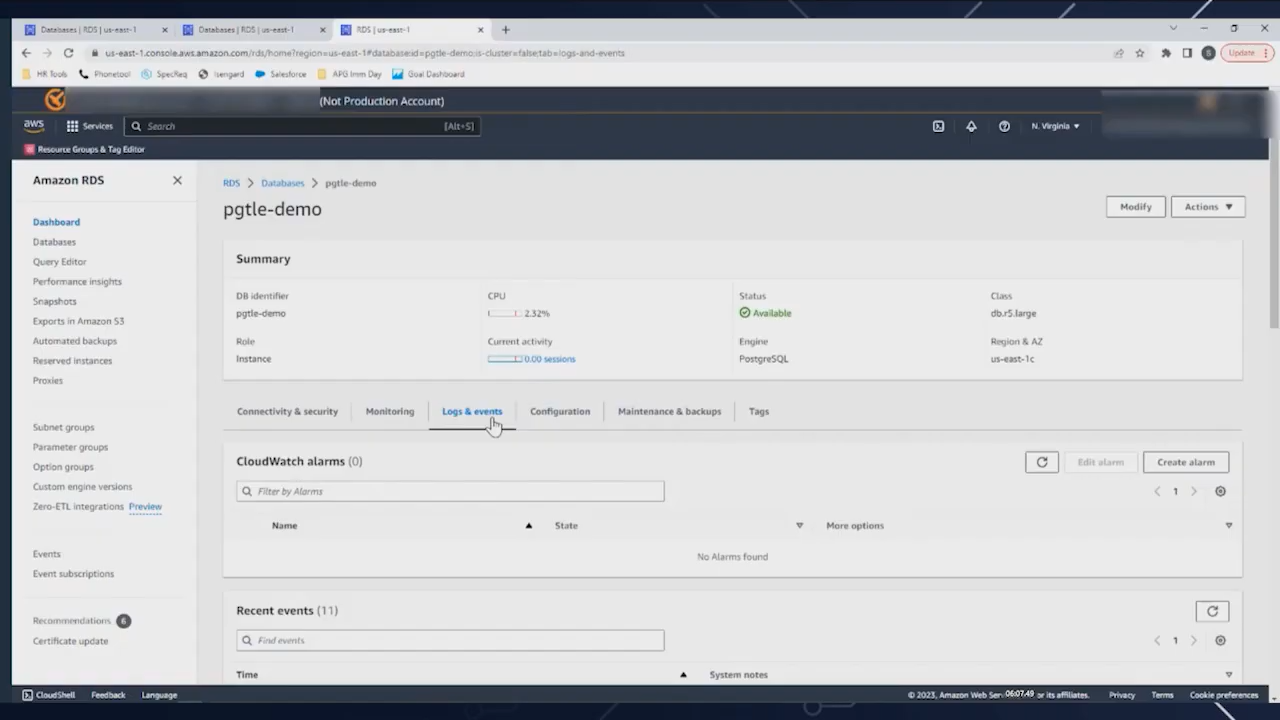 Databases | RDS | us-east-1
Databases | RDS | us-east-1
RDS | us-east-1
us-east-1.console.aws.amazon.com/rds/home?region=us-east-1#database:id=pgtle-demo;is-cluster=false;tab=logs-and-events
S
Update
HR Tools
Phonetool
SpecReq
Isengard
Salesforce
APG Imm Day
Goal Dashboard
(Not Production Account)
aws
Services
Search
[Alt+S]
N. Virginia
Resource Groups & Tag Editor
Amazon RDS
Dashboard
Databases
Query Editor
Performance insights
Snapshots
Exports in Amazon S3
Automated backups
Reserved instances
Proxies
Subnet groups
Parameter groups
Option groups
Custom engine versions
Zero-ETL integrations Preview
Events
Event subscriptions
Recommendations 6
Certificate update
RDS > Databases > pgtle-demo
pgtle-demo
Modify
Actions
Summary
DB identifier
pgtle-demo
CPU
2.32%
Status
Available
Class
db.r5.large
Role
Instance
Current activity
0.00 sessions
Engine
PostgreSQL
Region & AZ
us-east-1c
Connectivity & security
Monitoring
Logs & events
Configuration
Maintenance & backups
Tags
CloudWatch alarms (0)
Edit alarm
Create alarm
Filter by Alarms
1
Name
State
More options
No Alarms found
Recent events (11)
Find events
1
Time
System notes
CloudShell
Feedback
Language
© 2023, Amazon Web Serv
06:07.49
or its affiliates.
Privacy
Terms
Cookie preferences